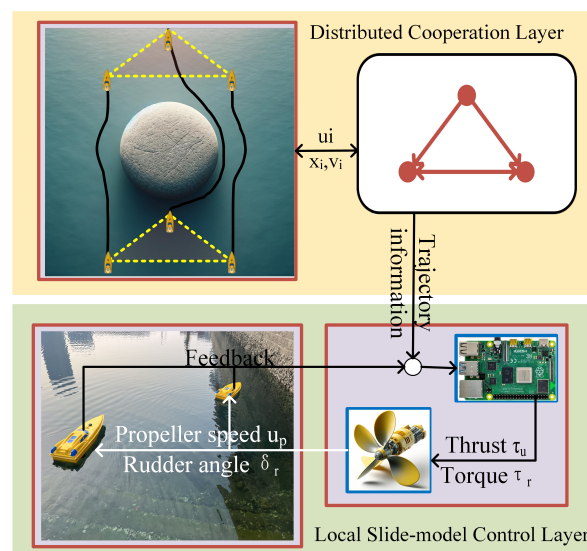 Distributed Cooperation Layer
ui
xi,vi
Trajectory
information
Feedback
Propeller speed up
Rudder angle δr
Thrust τu
Torque τr
Local Slide-model Control Layer